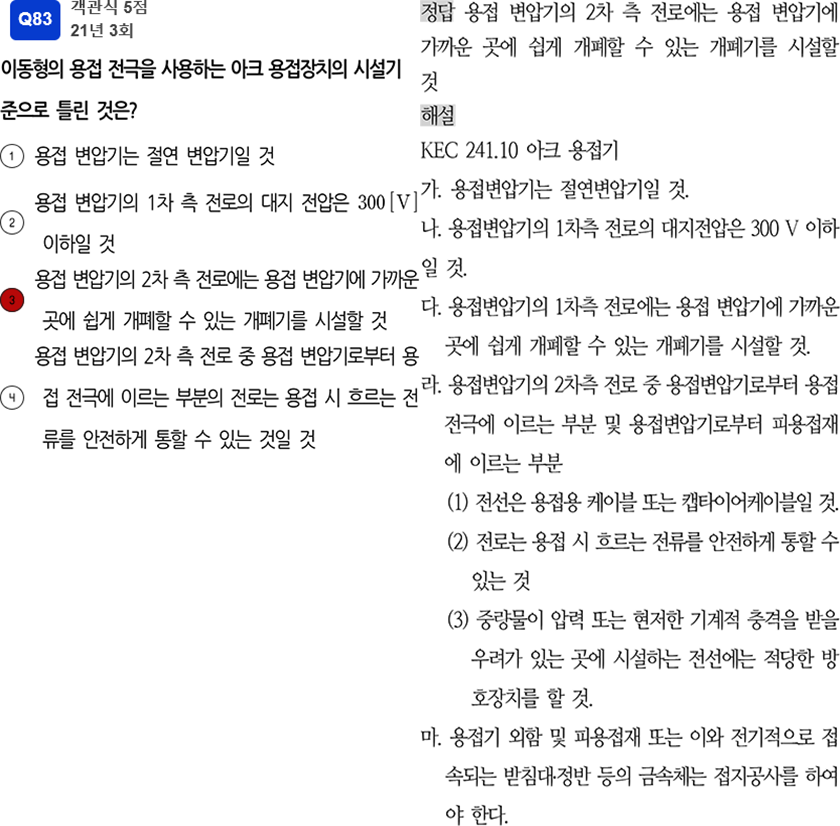 Q83
객관식 5점
21년 3회
이동형의 용접 전극을 사용하는 아크 용접장치의 시설기
준으로 틀린 것은?
① 용접 변압기는 절연 변압기일 것
② 용접 변압기의 1차 측 전로의 대지 전압은 300[V]
이하일 것
③ 용접 변압기의 2차 측 전로에는 용접 변압기에 가까운
곳에 쉽게 개폐할 수 있는 개폐기를 시설할 것
④ 용접 변압기의 2차 측 전로 중 용접 변압기로부터 용
접 전극에 이르는 부분의 전로는 용접 시 흐르는 전
류를 안전하게 통할 수 있는 것일 것
정답 용접 변압기의 2차 측 전로에는 용접 변압기에
가까운 곳에 쉽게 개폐할 수 있는 개폐기를 시설할
것
해설
KEC 241.10 아크 용접기
가. 용접변압기는 절연변압기일 것.
나. 용접변압기의 1차측 전로의 대지전압은 300 V 이하
일 것.
다. 용접변압기의 1차측 전로에는 용접 변압기에 가까운
곳에 쉽게 개폐할 수 있는 개폐기를 시설할 것.
라. 용접변압기의 2차측 전로 중 용접변압기로부터 용접
전극에 이르는 부분 및 용접변압기로부터 피용접재
에 이르는 부분
(1) 전선은 용접용 케이블 또는 캡타이어케이블일 것.
(2) 전로는 용접 시 흐르는 전류를 안전하게 통할 수
있는 것
(3) 중량물이 압력 또는 현저한 기계적 충격을 받을
우려가 있는 곳에 시설하는 전선에는 적당한 방
호장치를 할 것.
마. 용접기 외함 및 피용접재 또는 이와 전기적으로 접
속되는 받침대·정반 등의 금속체는 접지공사를 하여
야 한다.